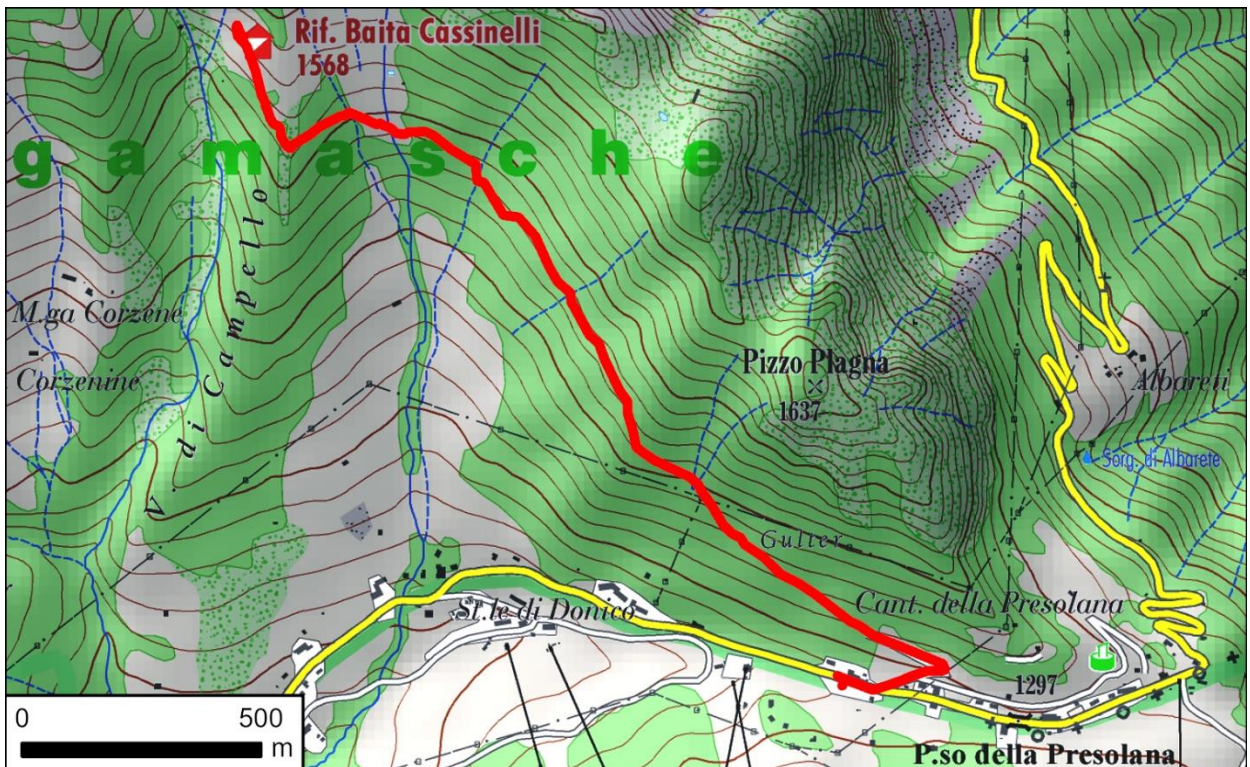 Rif. Baita Cassinelli
1568
gamasche
V. di Campello
M.ga Corzene
Corzenine
Pizzo Plagna
1637
Albareti
Sorg. di Albarete
Gulter
St.le di Donico
Cant. della Presolana
1297
P.so della Presolana
0 500
m